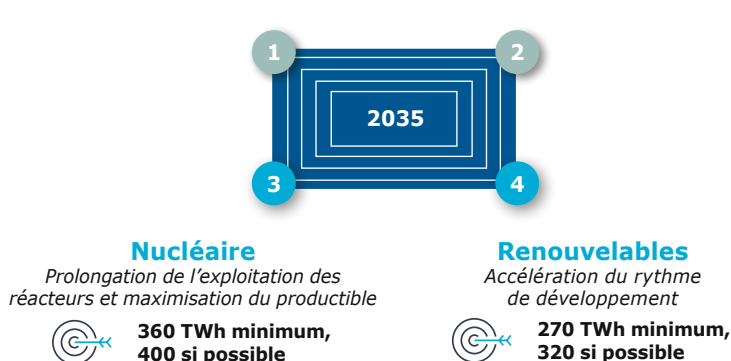 1
2
2035
3
4
Nucléaire
Prolongation de l’exploitation des
réacteurs et maximisation du productible
360 TWh minimum,
400 si possible
Renouvelables
Accélération du rythme
de développement
270 TWh minimum,
320 si possible